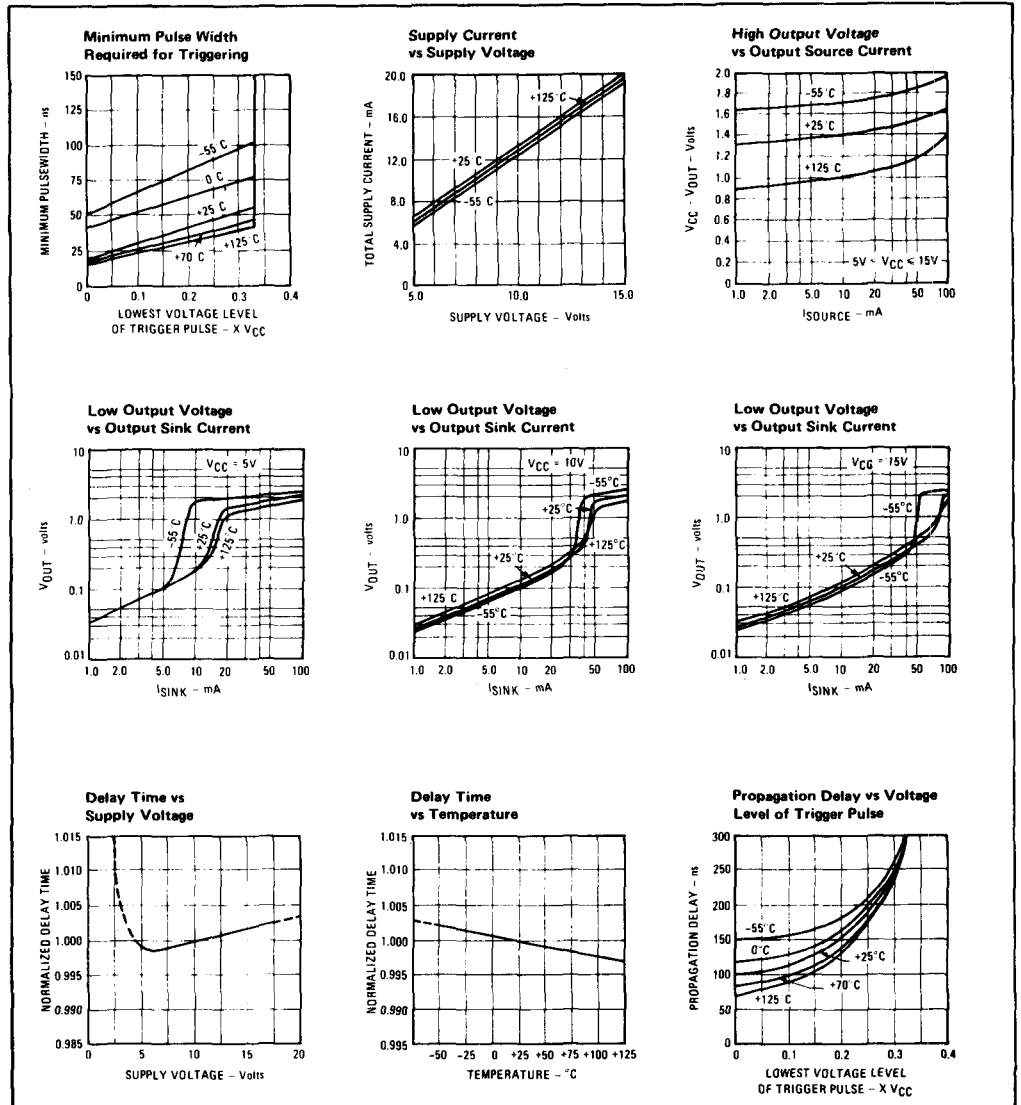 Minimum Pulse Width
Required for Triggering
150
125
100
75
50
25
0
MINIMUM PULSEWIDTH – ns
-55 C
0 C
+25 C
+70 C
+125 C
0
0.1
0.2
0.3
0.4
LOWEST VOLTAGE LEVEL
OF TRIGGER PULSE – X VCC
Supply Current
vs Supply Voltage
20.0
16.0
12.0
8.0
4.0
0
TOTAL SUPPLY CURRENT – mA
+125°C
+25 C
-55 C
5.0
10.0
15.0
SUPPLY VOLTAGE – Volts
High Output Voltage
vs Output Source Current
2.0
1.8
1.6
1.4
1.2
1.0
0.8
0.6
0.4
0.2
0
VCC - VOUT – Volts
-55°C
+25°C
+125 C
5V < VCC ≤ 15V
1.0
2.0
5.0
10
20
50
100
ISOURCE – mA
Low Output Voltage
vs Output Sink Current
10
1.0
0.1
0.01
VOUT – volts
VCC = 5V
-55°C
+25°C
+125°C
1.0
2.0
5.0
10
20
50
100
ISINK – mA
Low Output Voltage
vs Output Sink Current
10
1.0
0.1
0.01
VOUT – volts
VCC = 10V
-55°C
+25°C
+125°C
+25°C
+125°C
-55°C
1.0
2.0
5.0
10
20
50
100
ISINK – mA
Low Output Voltage
vs Output Sink Current
10
1.0
0.1
0.01
VOUT – volts
VCC = 15V
-55°C
+25°C
+125°C
-55°C
1.0
2.0
5.0
10
20
50
100
ISINK – mA
Delay Time vs
Supply Voltage
1.015
1.010
1.005
1.000
0.995
0.990
0.985
NORMALIZED DELAY TIME
0
5
10
15
20
SUPPLY VOLTAGE – Volts
Delay Time
vs Temperature
1.015
1.010
1.005
1.000
0.995
0.990
0.995
NORMALIZED DELAY TIME
-50
-25
0
+25
+50
+75
+100
+125
TEMPERATURE – °C
Propagation Delay vs Voltage
Level of Trigger Pulse
300
250
200
150
100
50
0
PROPAGATION DELAY – ns
-55°C
0°C
+25°C
+70°C
+125 C
0
0.1
0.2
0.3
0.4
LOWEST VOLTAGE LEVEL
OF TRIGGER PULSE – X VCC